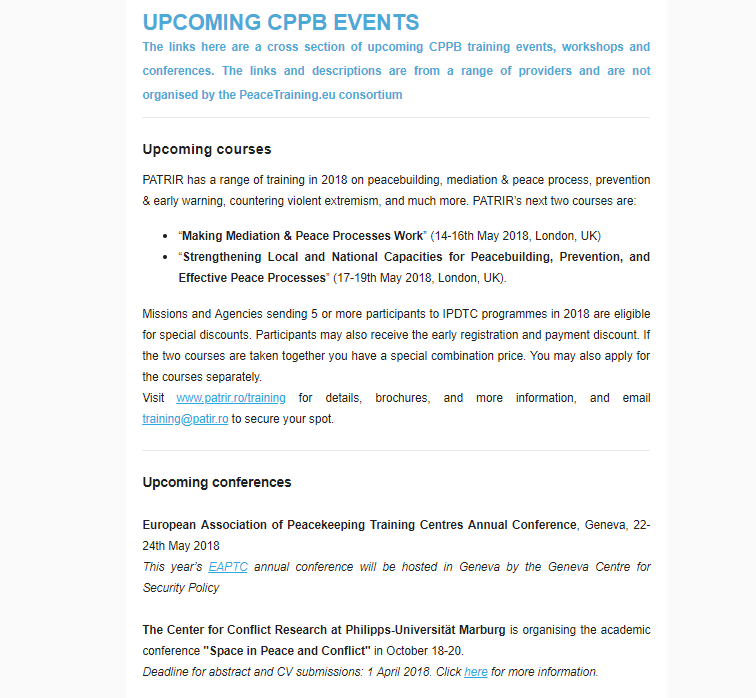 UPCOMING CPPB EVENTS
The links here are a cross section of upcoming CPPB training events, workshops and
conferences. The links and descriptions are from a range of providers and are not
organised by the PeaceTraining.eu consortium
Upcoming courses
PATRIR has a range of training in 2018 on peacebuilding, mediation & peace process, prevention
& early warning, countering violent extremism, and much more. PATRIR's next two courses are:
• “Making Mediation & Peace Processes Work” (14-16th May 2018, London, UK)
• “Strengthening Local and National Capacities for Peacebuilding, Prevention, and
Effective Peace Processes” (17-19th May 2018, London, UK).
Missions and Agencies sending 5 or more participants to IPDTC programmes in 2018 are eligible
for special discounts. Participants may also receive the early registration and payment discount. If
the two courses are taken together you have a special combination price. You may also apply for
the courses separately.
Visit www.patrir.ro/training for details, brochures, and more information, and email
training@patir.ro to secure your spot.
Upcoming conferences
European Association of Peacekeeping Training Centres Annual Conference, Geneva, 22-
24th May 2018
This year's EAPTC annual conference will be hosted in Geneva by the Geneva Centre for
Security Policy
The Center for Conflict Research at Philipps-Universität Marburg is organising the academic
conference "Space in Peace and Conflict" in October 18-20.
Deadline for abstract and CV submissions: 1 April 2018. Click here for more information.